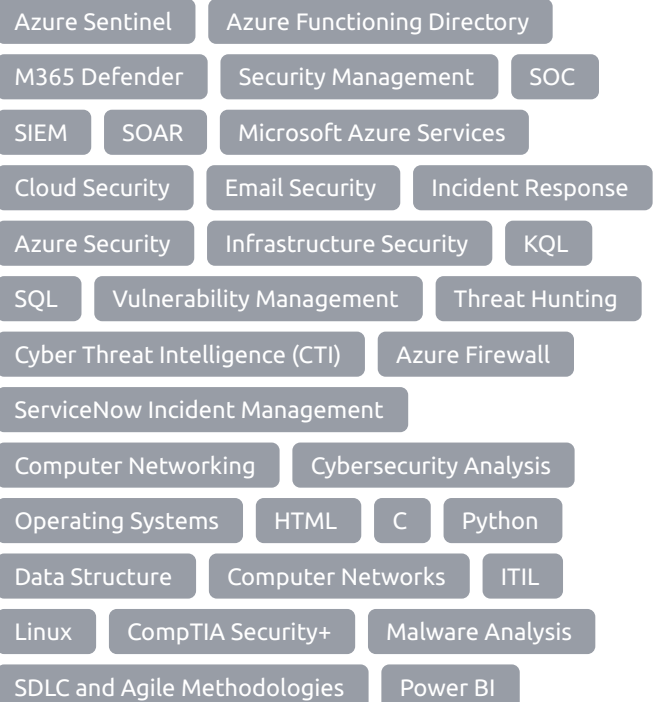 Azure Sentinel Azure Functioning Directory
M365 Defender Security Management SOC
SIEM SOAR Microsoft Azure Services
Cloud Security Email Security Incident Response
Azure Security Infrastructure Security KQL
SQL Vulnerability Management Threat Hunting
Cyber Threat Intelligence (CTI) Azure Firewall
ServiceNow Incident Management
Computer Networking Cybersecurity Analysis
Operating Systems HTML C Python
Data Structure Computer Networks ITIL
Linux CompTIA Security+ Malware Analysis
SDLC and Agile Methodologies Power BI